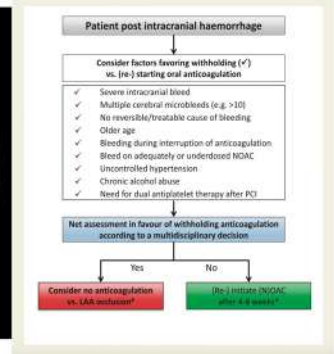 Patient post intracranial haemorrhage
Consider factors favoring withholding (✓)
vs. (re-) starting oral anticoagulation
✓ Severe intracranial bleed
✓ Multiple cerebral microbleeds (e.g. >10)
✓ No reversible/treatable cause of bleeding
✓ Older age
✓ Bleeding during interruption of anticoagulation
✓ Bleed on adequately or underdosed NOAC
✓ Uncontrolled hypertension
✓ Chronic alcohol abuse
✓ Need for dual antiplatelet therapy after PCI
Net assessment in favour of withholding anticoagulation
according to a multidisciplinary decision
Yes
No
Consider no anticoagulation
vs. LAA occlusion
(Re-) initiate (N)OAC
after 4-8 weeks